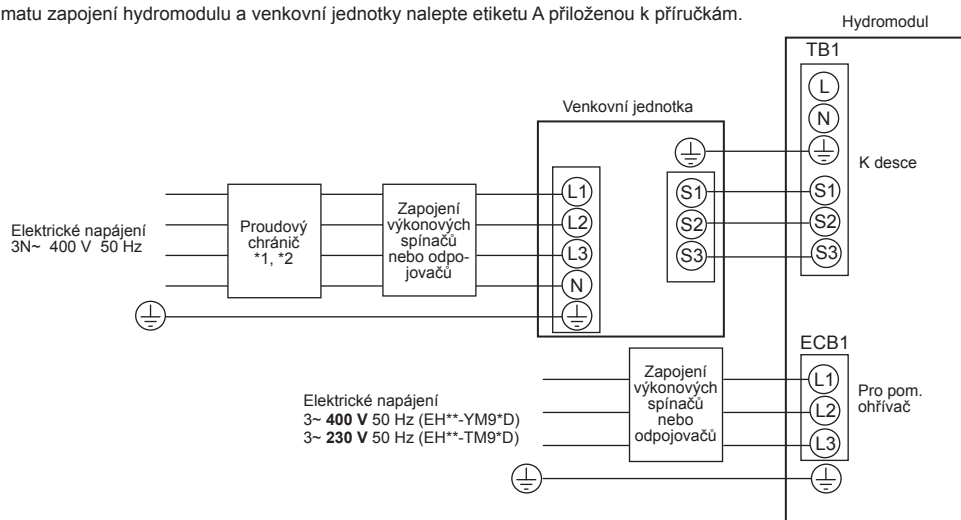 matu zapojení hydromodulu a venkovní jednotky nalepte etiketu A přiloženou k příručkám.
Hydromodul
TB1
L
N
K desce
S1
S2
S3
Venkovní jednotka
S1
S2
S3
L1
L2
L3
N
Elektrické napájení
3N~ 400 V 50 Hz
Proudový
chránič
*1, *2
Zapojení
výkonových
spínačů
nebo odpo-
jovačů
ECB1
L1
L2
L3
Pro pom.
ohřívač
Zapojení
výkonových
spínačů
nebo
odpojovačů
Elektrické napájení
3~ 400 V 50 Hz (EH**-YM9*D)
3~ 230 V 50 Hz (EH**-TM9*D)